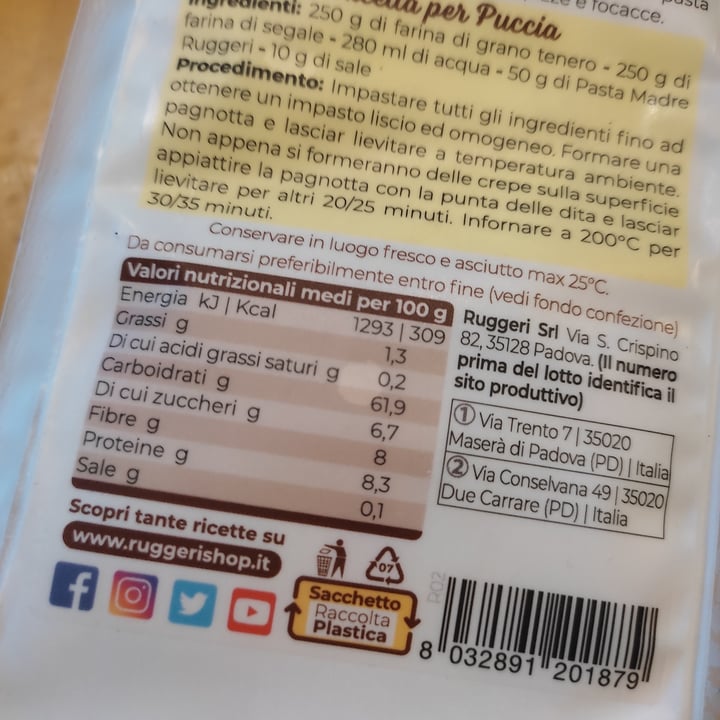 pasta
e focacce.
per Puccia
Ingredienti: 250 g di farina di grano tenero - 250 g di
farina di segale - 280 ml di acqua - 50 g di Pasta Madre
Ruggeri - 10 g di sale
Procedimento: Impastare tutti gli ingredienti fino ad
ottenere un impasto liscio ed omogeneo. Formare una
pagnotta e lasciar lievitare a temperatura ambiente.
Non appena si formeranno delle crepe sulla superficie
appiattire la pagnotta con la punta delle dita e lasciar
lievitare per altri 20/25 minuti. Infornare a 200°C per
30/35 minuti.
Conservare in luogo fresco e asciutto max 25°C.
Da consumarsi preferibilmente entro fine (vedi fondo confezione)
Valori nutrizionali medi per 100 g
Energia kJ | Kcal 1293 | 309
Grassi g 1,3
Di cui acidi grassi saturi g 0,2
Carboidrati g 61,9
Di cui zuccheri g 6,7
Fibre g 8
Proteine g 8,3
Sale g 0,1
Ruggeri Srl Via S. Crispino
82, 35128 Padova. (Il numero
prima del lotto identifica il
sito produttivo)
1 Via Trento 7 | 35020
Maserà di Padova (PD) | Italia
2 Via Conselvana 49 | 35020
Due Carrare (PD) | Italia
Scopri tante ricette su
www.ruggerishop.it
07
Sacchetto
Raccolta
Plastica
R02
8 032891 201879